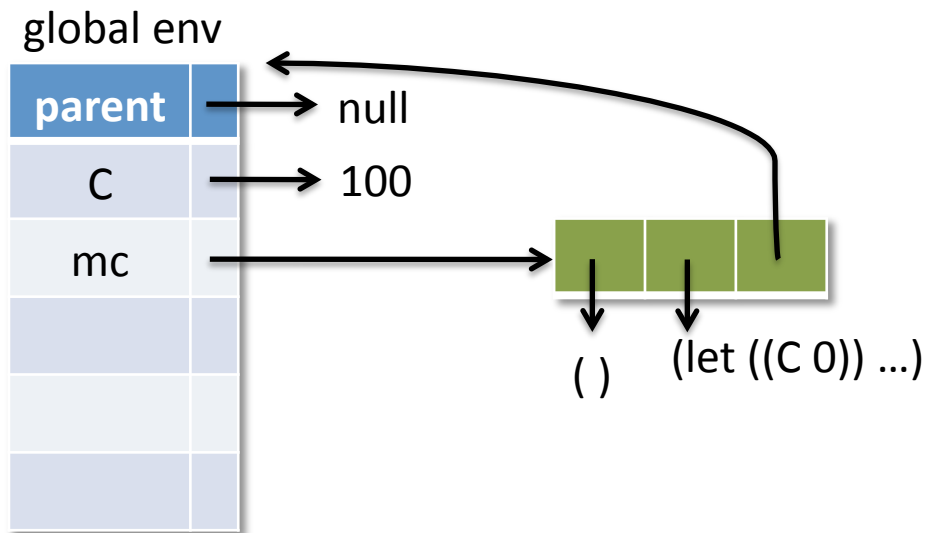 global env
parent null
C 100
mc
( ) (let ((C 0)) …)